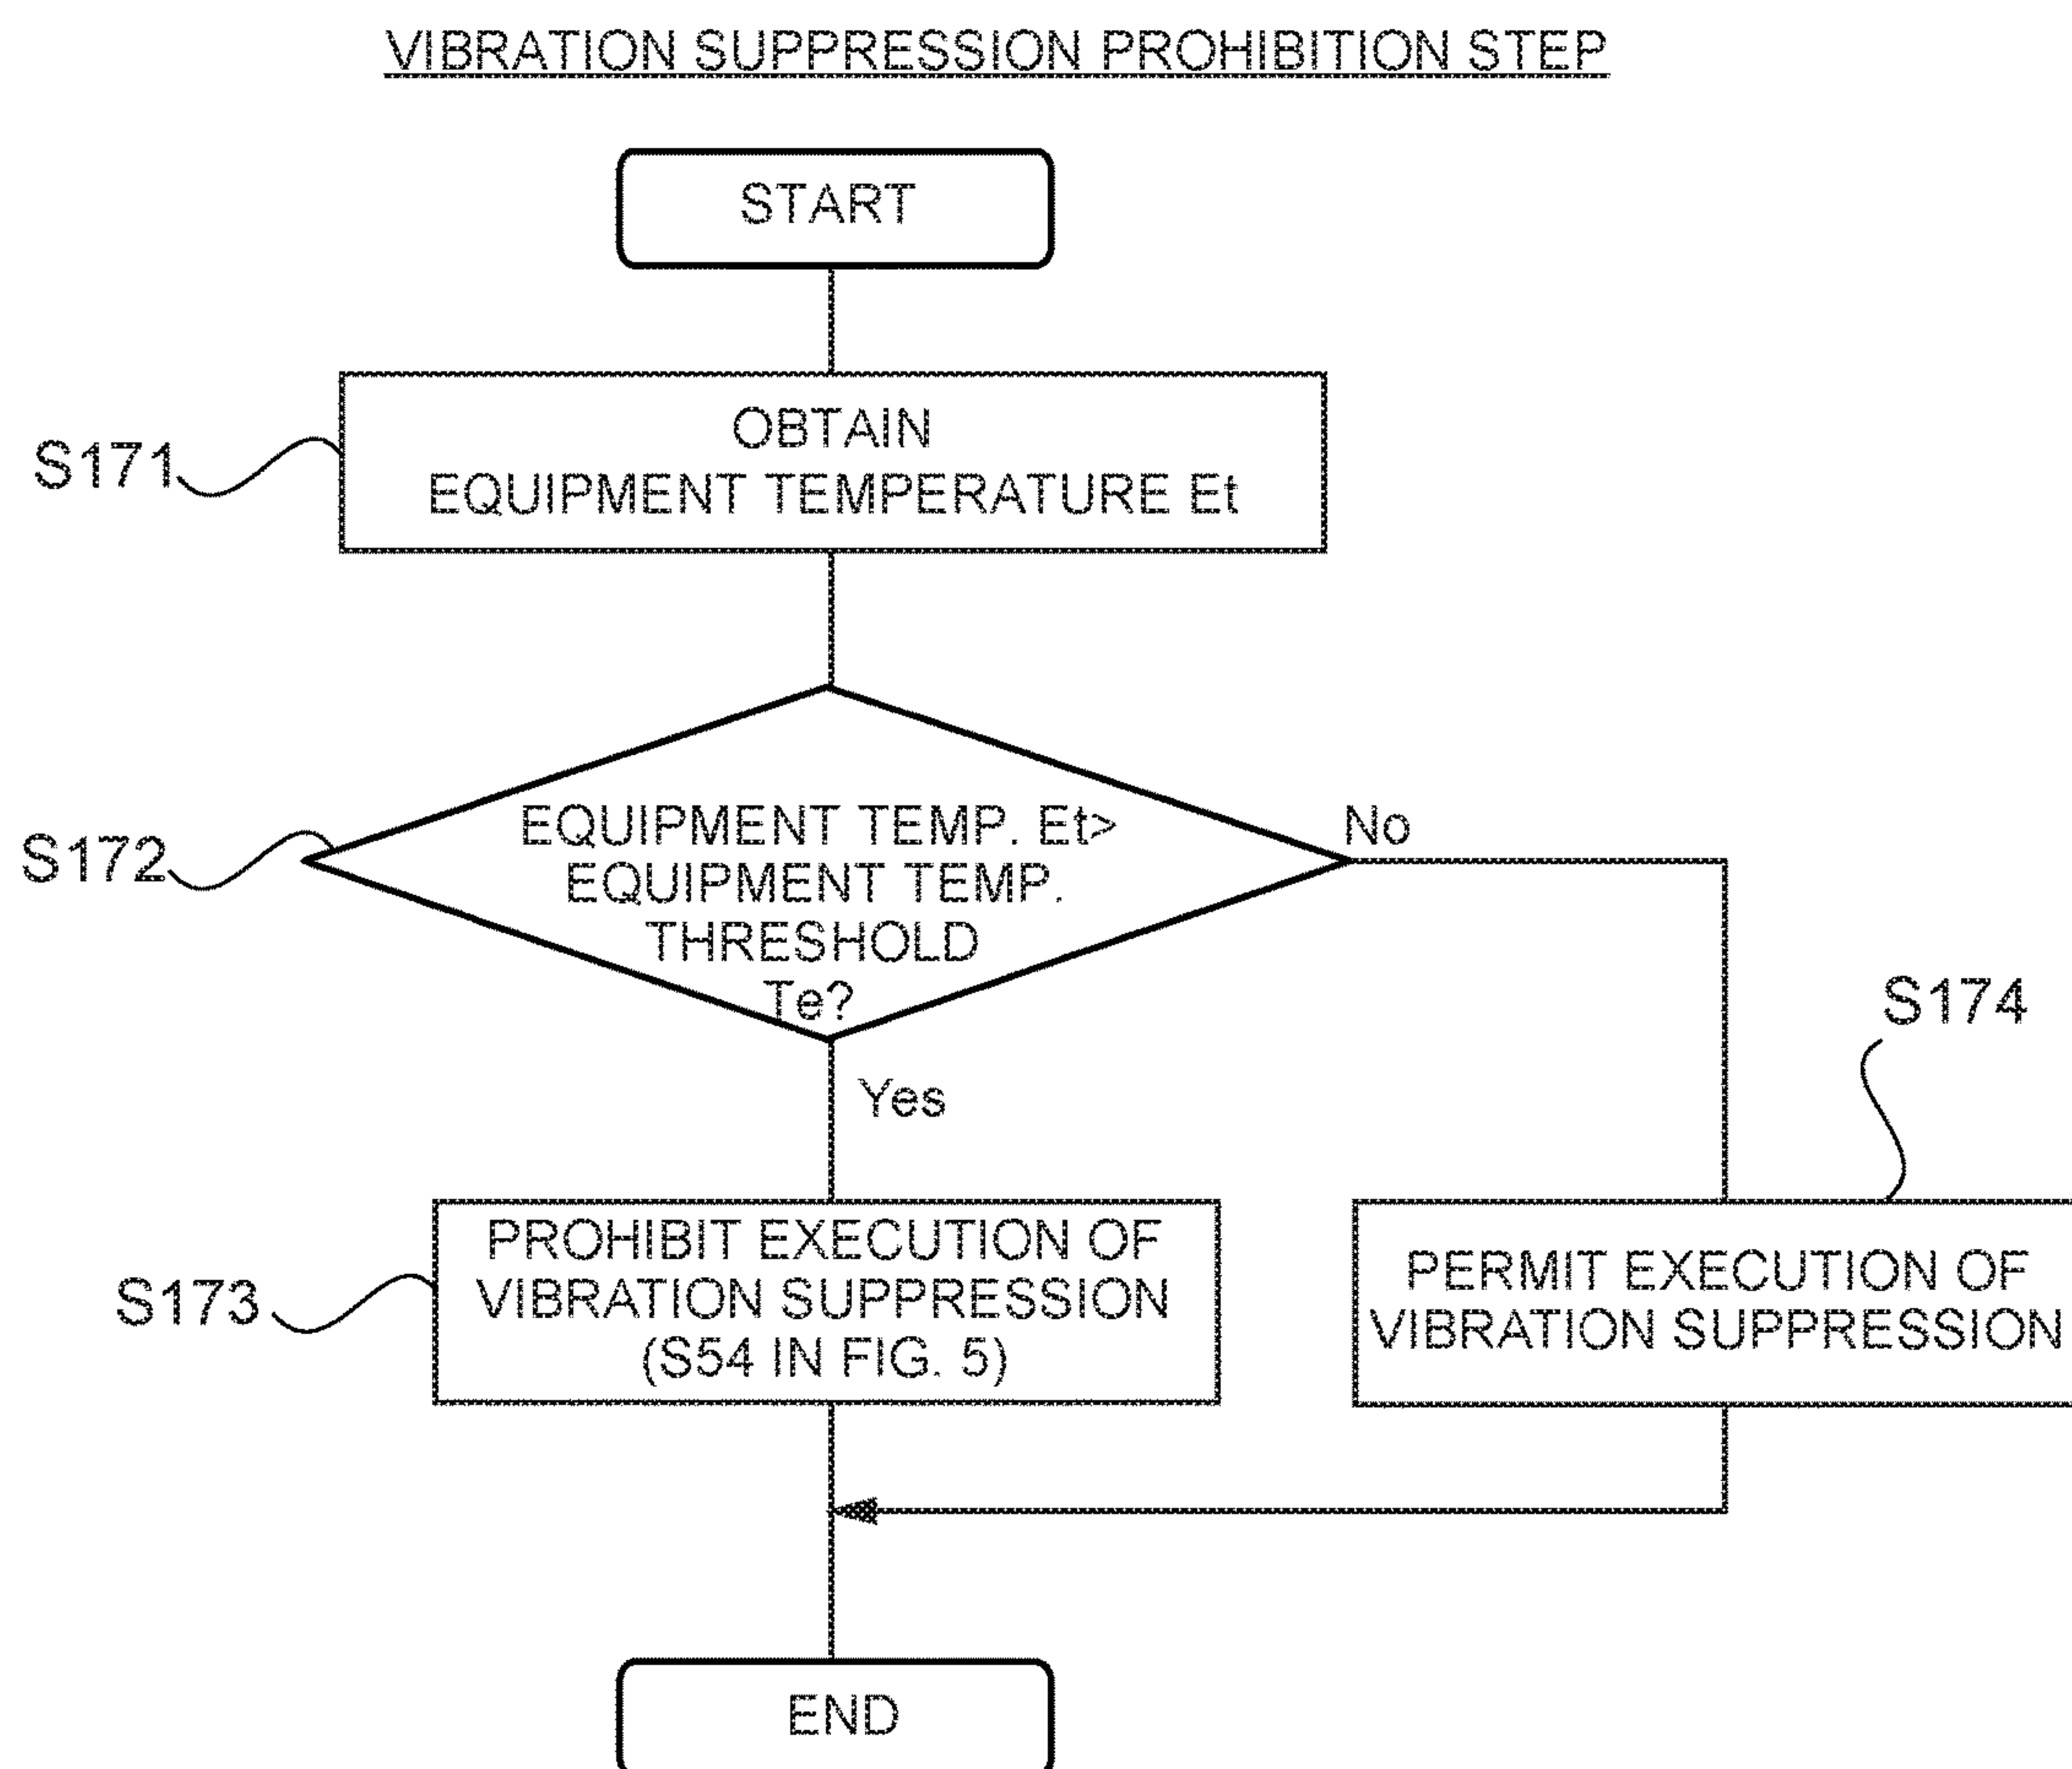 VIBRATION SUPPRESSION PROHIBITION STEP
START
OBTAIN
EQUIPMENT TEMPERATURE Et
S171
EQUIPMENT TEMP. Et>
EQUIPMENT TEMP.
THRESHOLD
Te?
S172
No
Yes
S174
PROHIBIT EXECUTION OF
VIBRATION SUPPRESSION
(S54 IN FIG. 5)
S173
PERMIT EXECUTION OF
VIBRATION SUPPRESSION
END